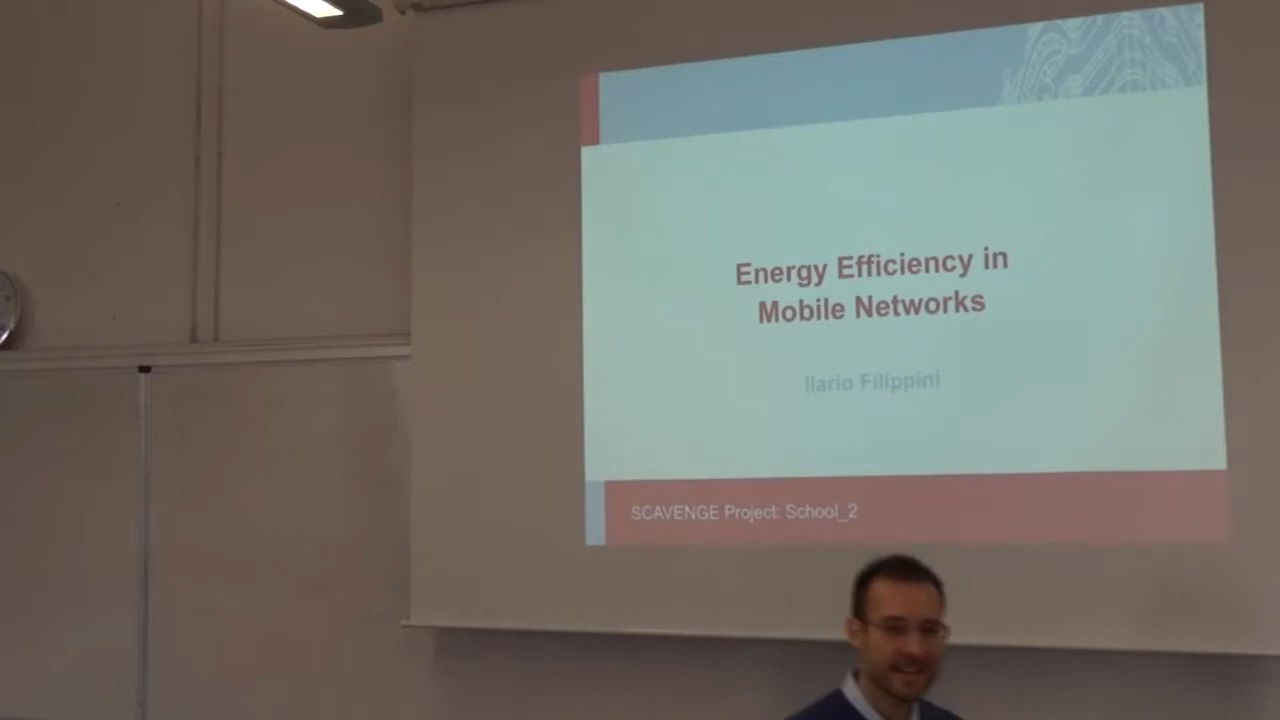 Energy Efficiency in
Mobile Networks
Ilario Filippini
SCAVENGE Project: School_2